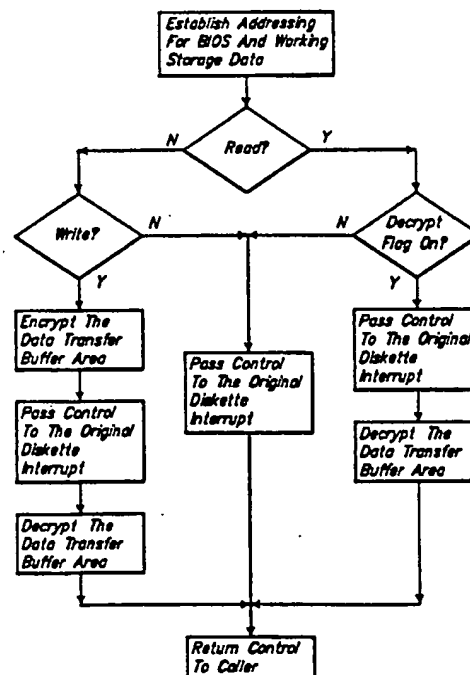 Establish Addressing
For BIOS And Working
Storage Data
N
Read?
Y
Write?
N
N
Decrypt
Flag On?
Y
Y
Encrypt The
Data Transfer
Buffer Area
Pass Control
To The Original
Diskette
Interrupt
Pass Control
To The Original
Diskette
Interrupt
Pass Control
To The Original
Diskette
Interrupt
Decrypt The
Data Transfer
Buffer Area
Decrypt The
Data Transfer
Buffer Area
Return Control
To Caller